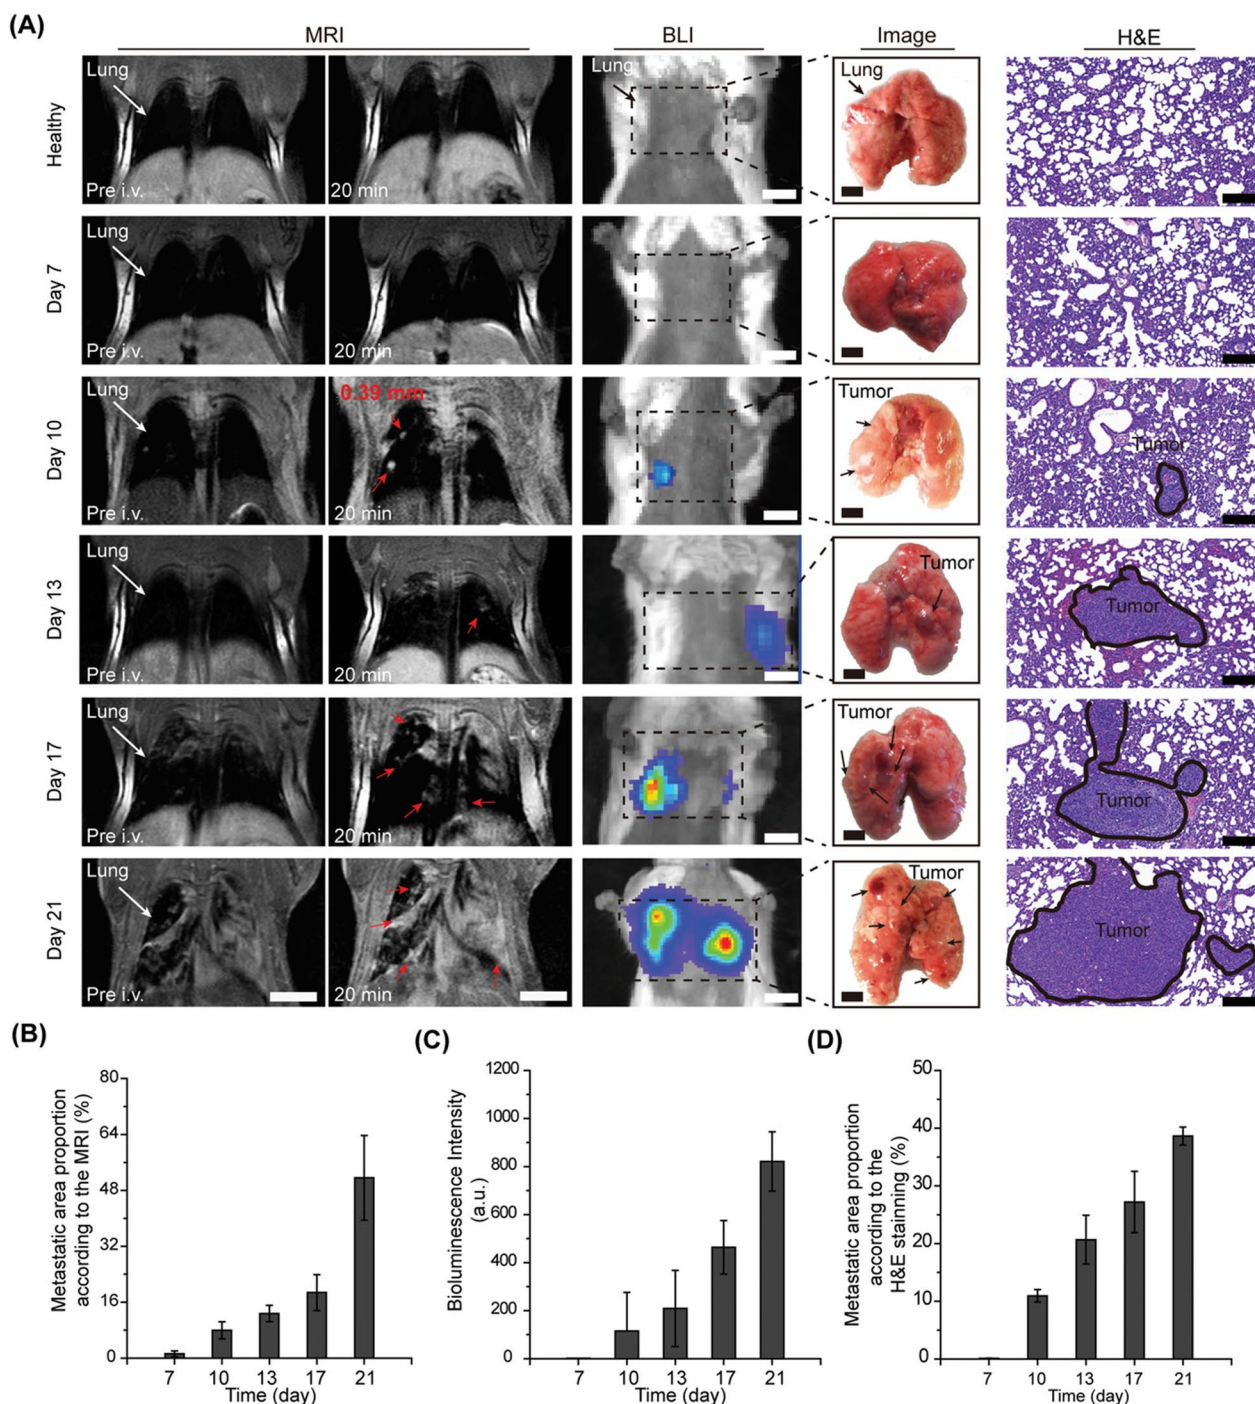 (A)
MRI
BLI
Image
H&E
Healthy
Lung
Pre i.v.
20 min
Lung
Lung
Day 7
Lung
Pre i.v.
20 min
Day 10
Lung
Pre i.v.
0.39 mm
20 min
Tumor
Tumor
Day 13
Lung
Pre i.v.
20 min
Tumor
Tumor
Day 17
Lung
Pre i.v.
20 min
Tumor
Tumor
Day 21
Lung
Pre i.v.
20 min
Tumor
Tumor
(B)
Metastatic area proportion
according to the MRI (%)
80
64
48
32
16
0
7 10 13 17 21
Time (day)
(C)
Bioluminescence Intensity
(a.u.)
1200
1000
800
600
400
200
0
7 10 13 17 21
Time (day)
(D)
Metastatic area proportion
according to the
H&E stainning (%)
50
40
30
20
10
0
7 10 13 17 21
Time (day)